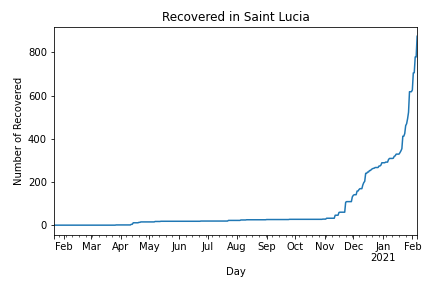 Recovered in Saint Lucia
Number of Recovered
800
600
400
200
0
Feb Mar Apr May Jun Jul Aug Sep Oct Nov Dec Jan Feb
2021
Day